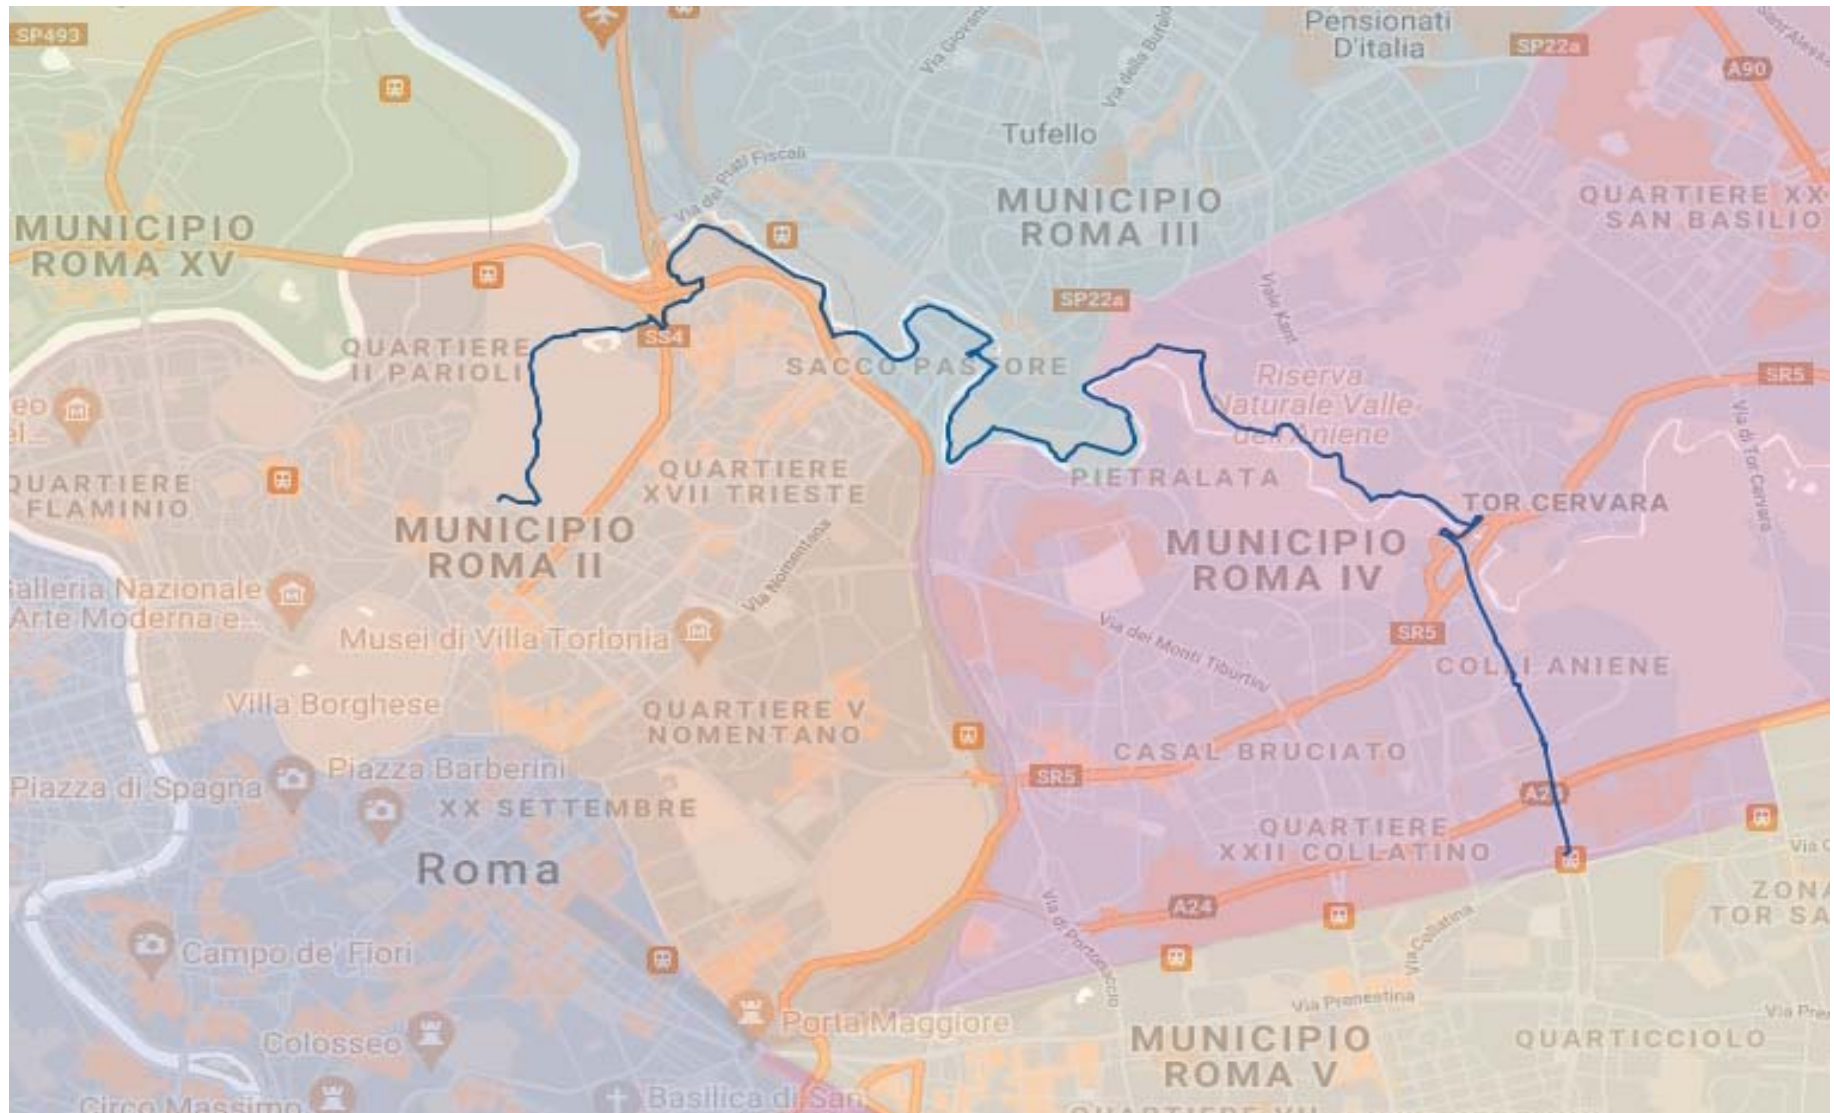 SP493
Pensionati
D'italia
SP22a
A90
Via della Bufalo
Tufello
Via dei Prati Fiscali
MUNICIPIO
ROMA III
QUARTIERE XX
SAN BASILIO
MUNICIPIO
ROMA XV
SP22a
Viale Kant
QUARTIERE
II PARIOLI
SS4
SACCO PASTORE
Riserva
Naturale Valle
dell'Aniene
SR5
Via di Tor Cervara
QUARTIERE
FLAMINIO
QUARTIERE
XVII TRIESTE
PIETRALATA
TOR CERVARA
MUNICIPIO
ROMA II
Via Nomentana
MUNICIPIO
ROMA IV
Galleria Nazionale
Arte Moderna e...
Musei di Villa Torlonia
Via dei Monti Tiburtini
SR5
COLLI ANIENE
Villa Borghese
QUARTIERE V
NOMENTANO
CASAL BRUCIATO
SR5
Piazza di Spagna
Piazza Barberini
XX SETTEMBRE
A24
QUARTIERE
XXII COLLATINO
Roma
A24
Via di Portonaccio
Via Collatina
ZONA
TOR SA
Campo de' Fiori
Via Prenestina
Via Pren
Porta Maggiore
Colosseo
MUNICIPIO
ROMA V
QUARTICCIOLO
Circo Massimo
Basilica di San
QUARTIERE VII